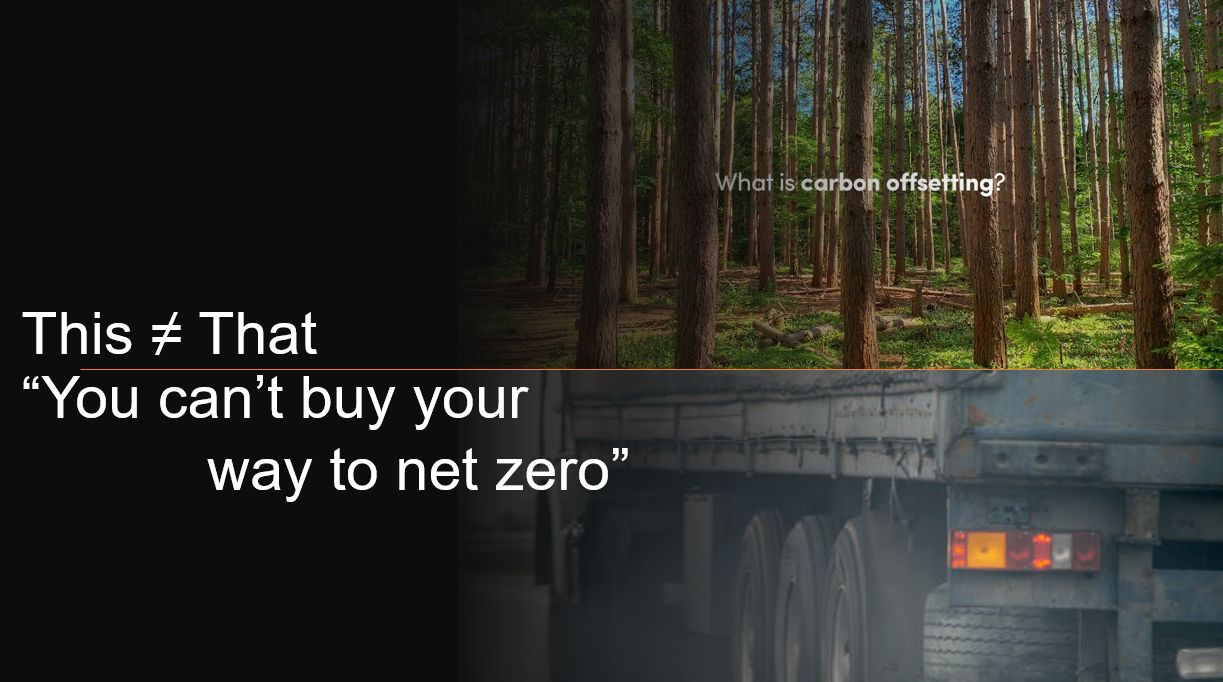 What is carbon offsetting?
This ≠ That
“You can’t buy your
way to net zero”